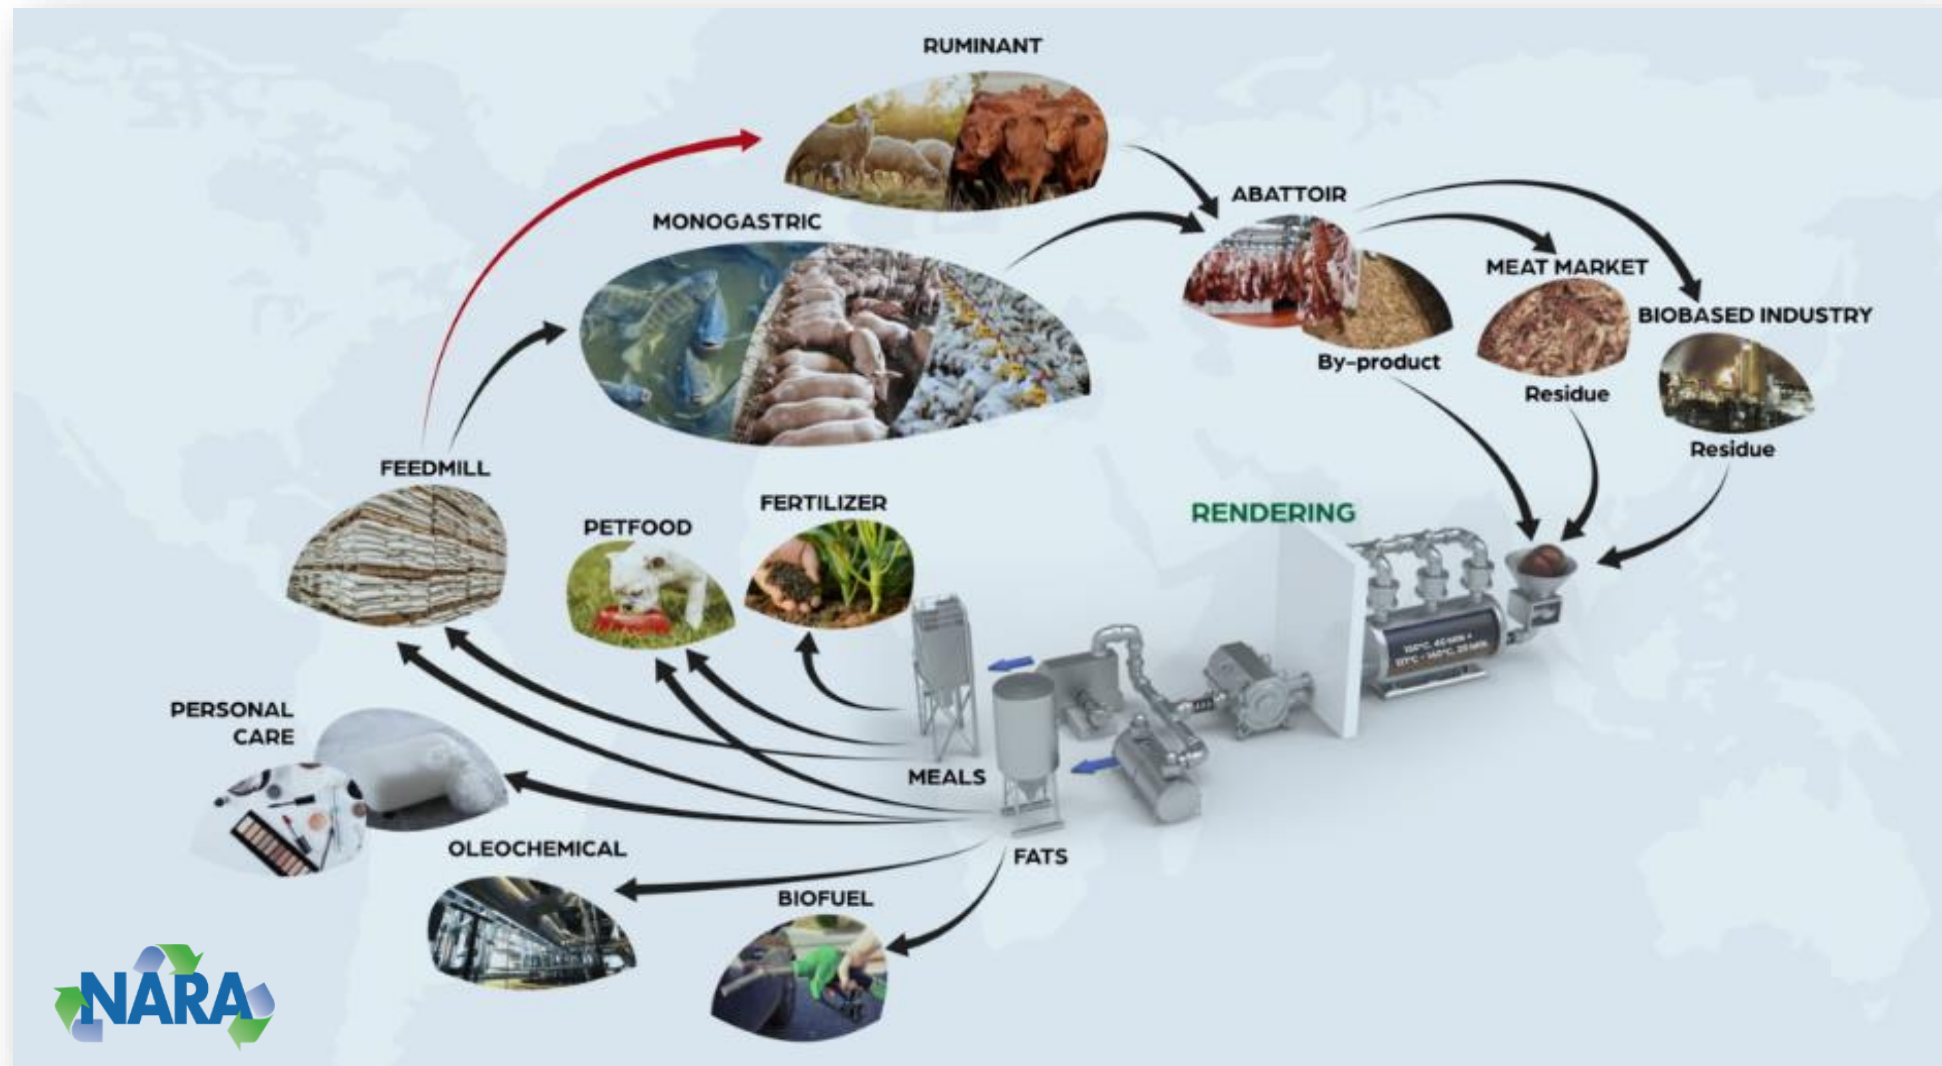 RUMINANT
MONOGASTRIC
ABATTOIR
MEAT MARKET
BIOBASED INDUSTRY
By-product
Residue
Residue
FEEDMILL
PETFOOD
FERTILIZER
RENDERING
PERSONAL
CARE
MEALS
OLEOCHEMICAL
FATS
BIOFUEL
NARA